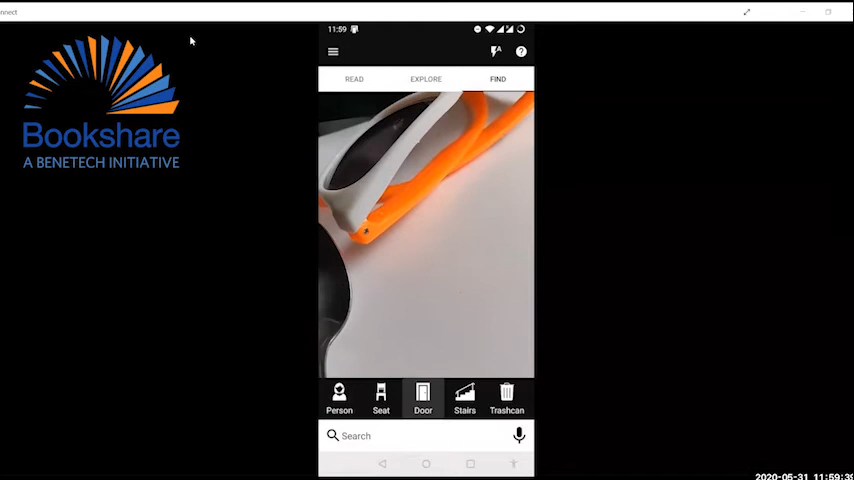 nnect
Bookshare
A BENETECH INITIATIVE
11:59
READ EXPLORE FIND
Person Seat Door Stairs Trashcan
Search
2020-05-31 11:59:39